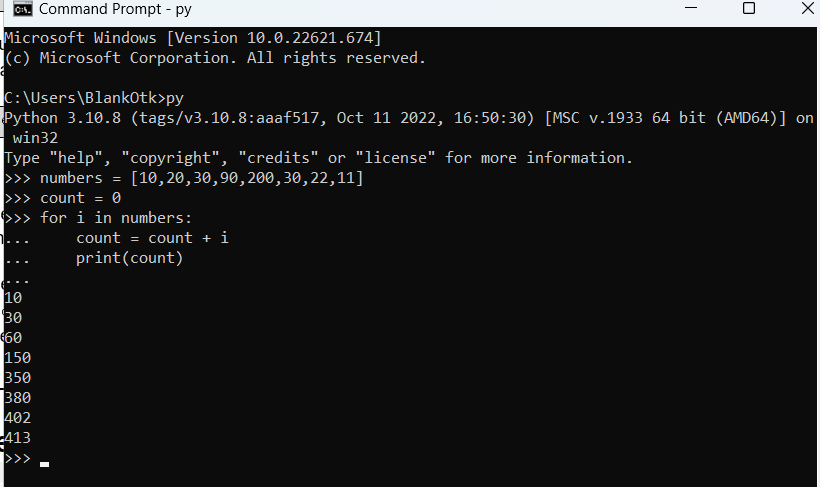 Command Prompt - py
Microsoft Windows [Version 10.0.22621.674]
(c) Microsoft Corporation. All rights reserved.
C:\Users\BlankOtk>py
Python 3.10.8 (tags/v3.10.8:aaaf517, Oct 11 2022, 16:50:30) [MSC v.1933 64 bit (AMD64)] on
 win32
Type "help", "copyright", "credits" or "license" for more information.
>>> numbers = [10,20,30,90,200,30,22,11]
>>> count = 0
>>> for i in numbers:
...     count = count + i
...     print(count)
...
10
30
60
150
350
380
402
413
>>>